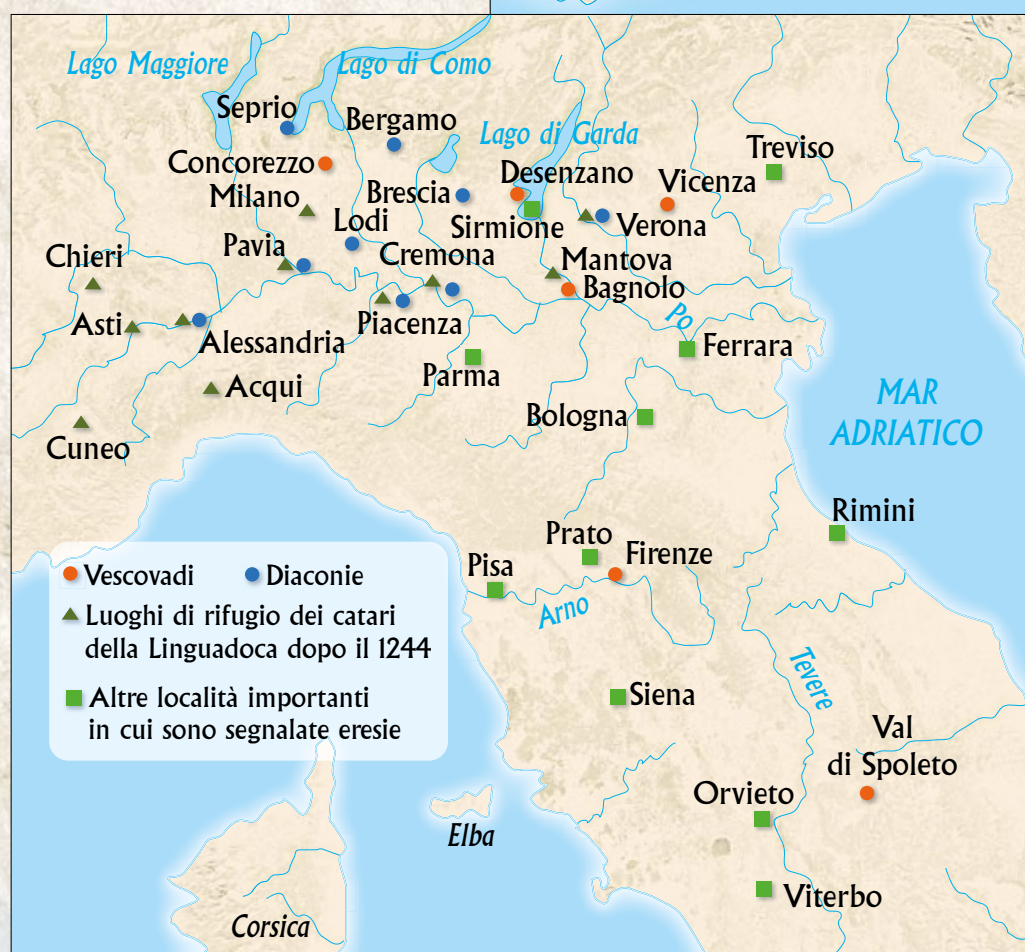 Lago Maggiore
Lago di Como
Seprio
Bergamo
Lago di Garda
Treviso
Concorezzo
Desenzano
Vicenza
Milano
Brescia
Lodi
Sirmione
Verona
Chieri
Pavia
Cremona
Mantova
Bagnolo
Asti
Alessandria
Piacenza
Po
Ferrara
Parma
Acqui
Bologna
MAR
ADRIATICO
Cuneo
Rimini
Prato
Firenze
Pisa
Arno
Vescovadi
Diaconie
Luoghi di rifugio dei catari
della Linguadoca dopo il 1244
Altre località importanti
in cui sono segnalate eresie
Siena
Tevere
Val
di Spoleto
Orvieto
Elba
Viterbo
Corsica